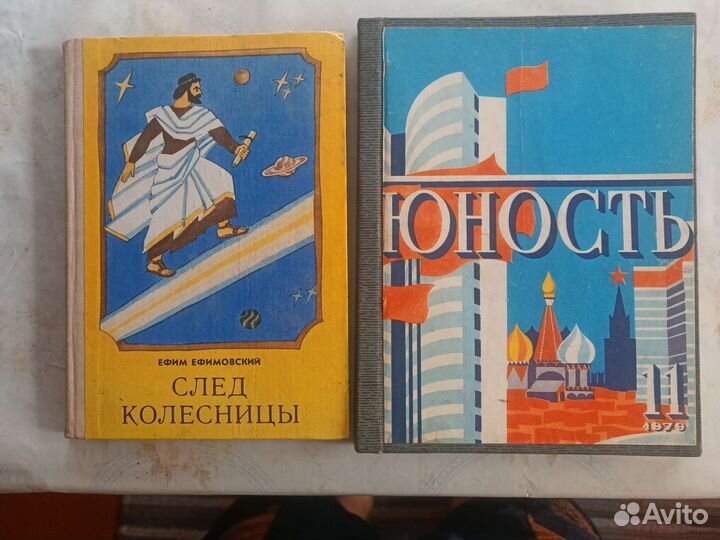 ЕФИМ ЕФИМОВСКИЙ
СЛЕД
КОЛЕСНИЦЫ
ЮНОСТЬ
11
1979
Avito